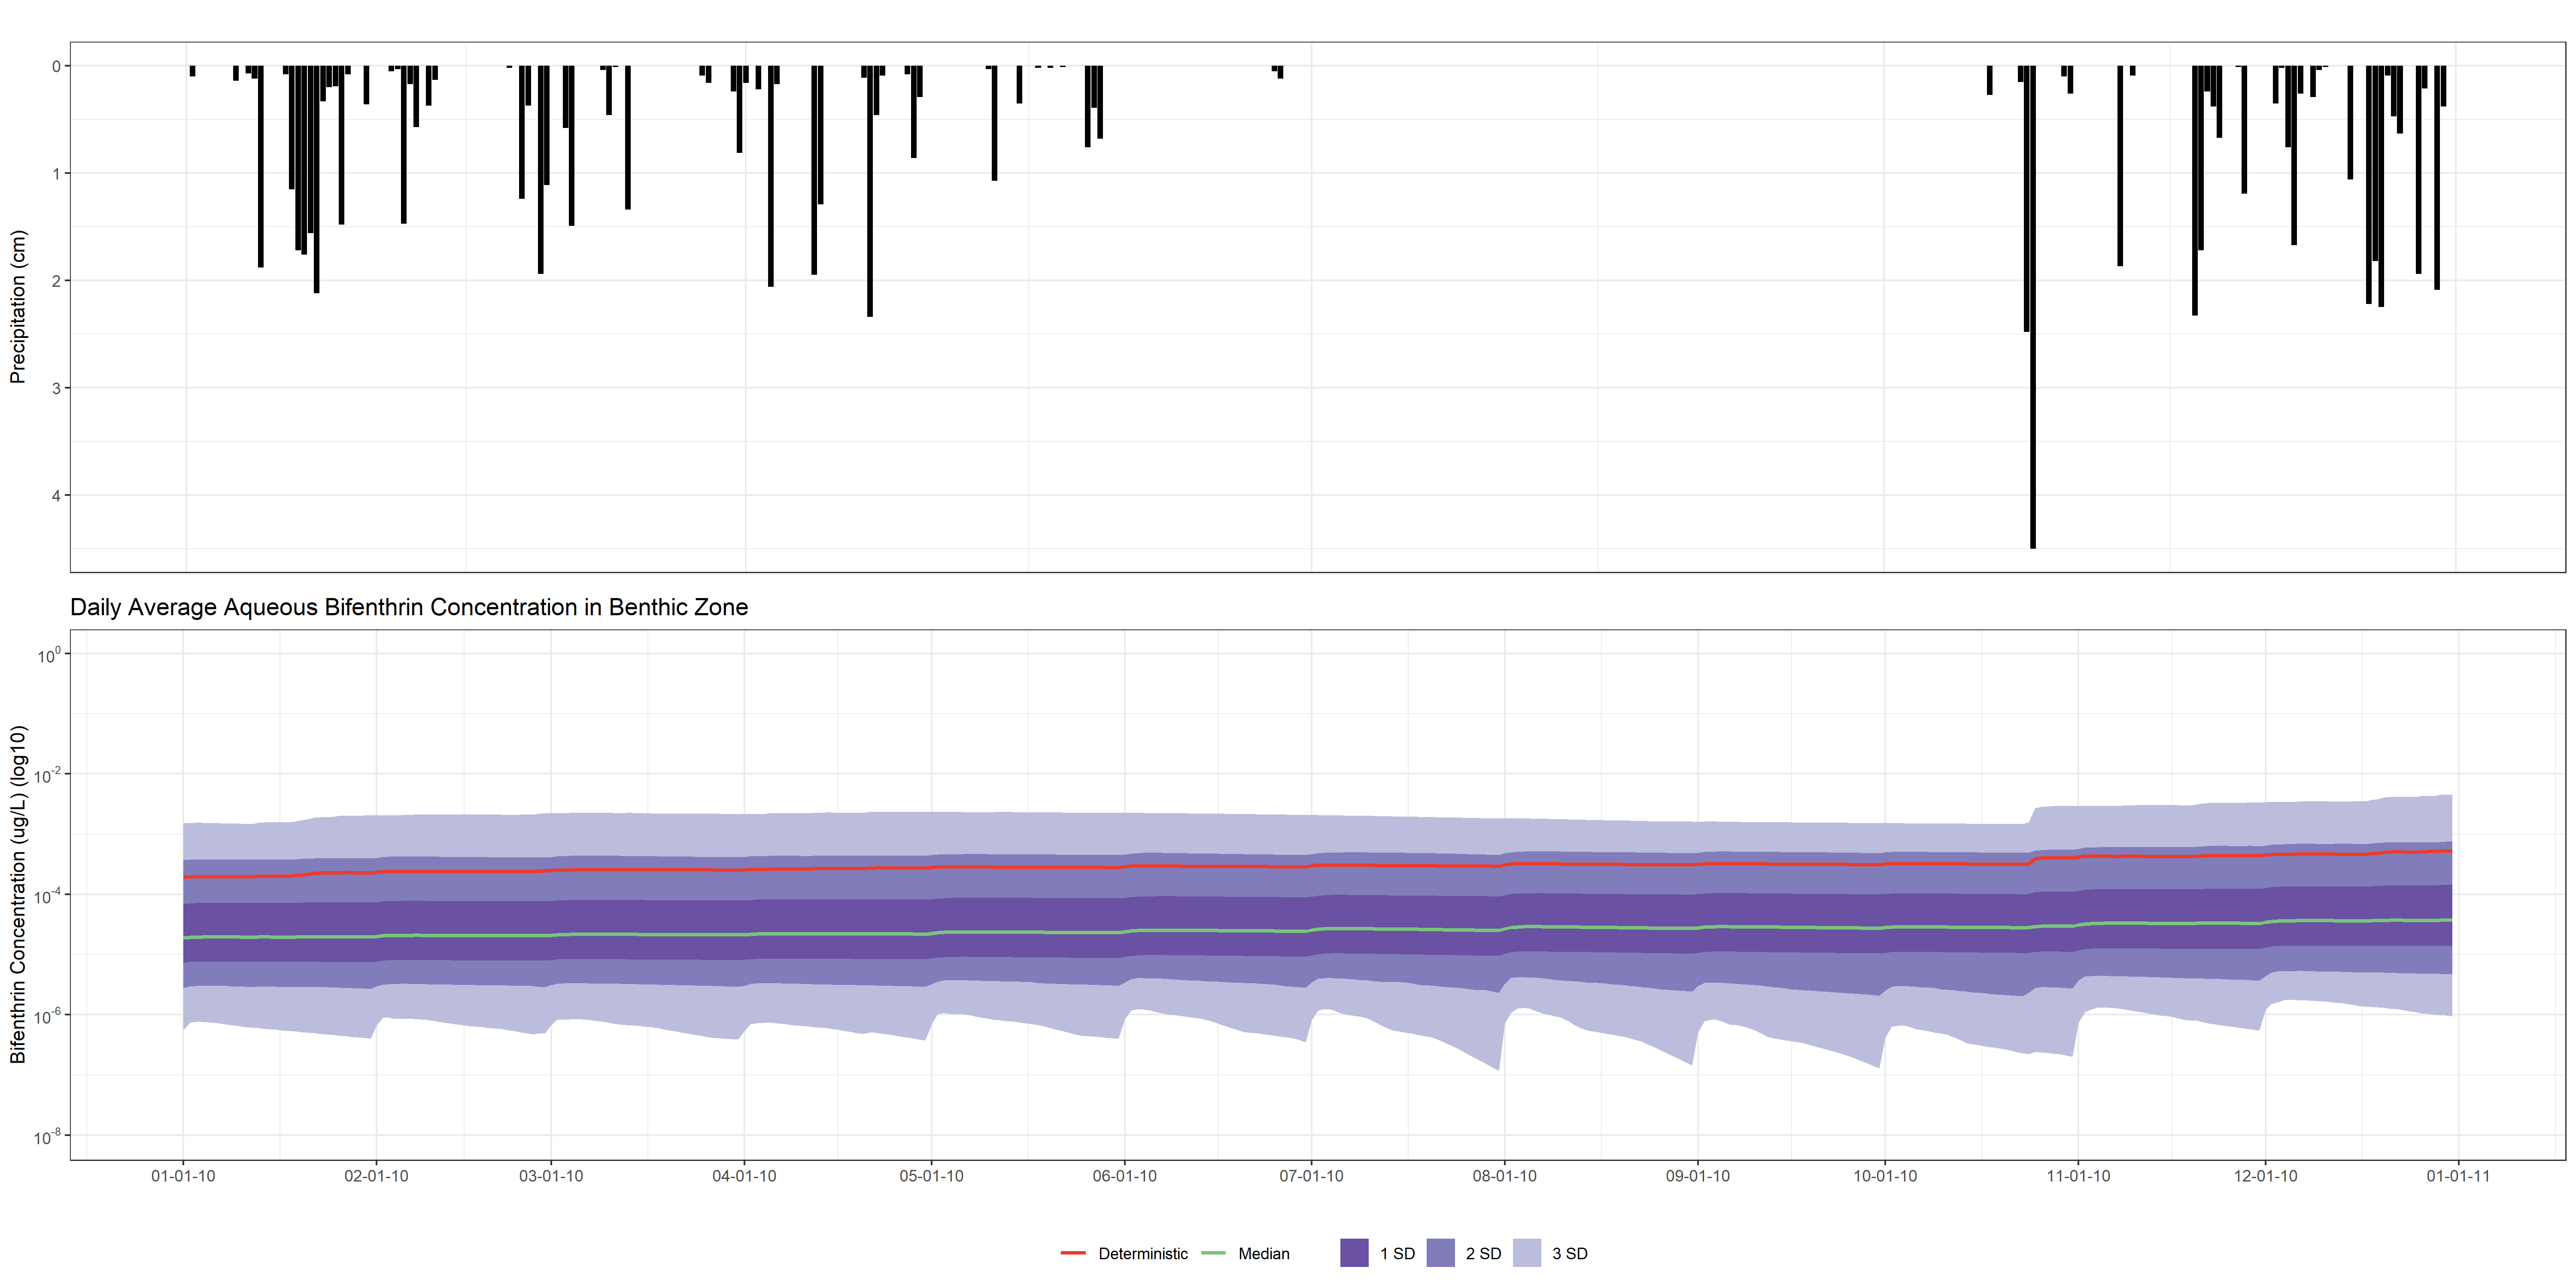 0
1
2
3
4
Precipitation (cm)
Daily Average Aqueous Bifenthrin Concentration in Benthic Zone
10^0
10^-2
10^-4
10^-6
10^-8
Bifenthrin Concentration (ug/L) (log10)
01-01-10 02-01-10 03-01-10 04-01-10 05-01-10 06-01-10 07-01-10 08-01-10 09-01-10 10-01-10 11-01-10 12-01-10 01-01-11
Deterministic Median 1 SD 2 SD 3 SD